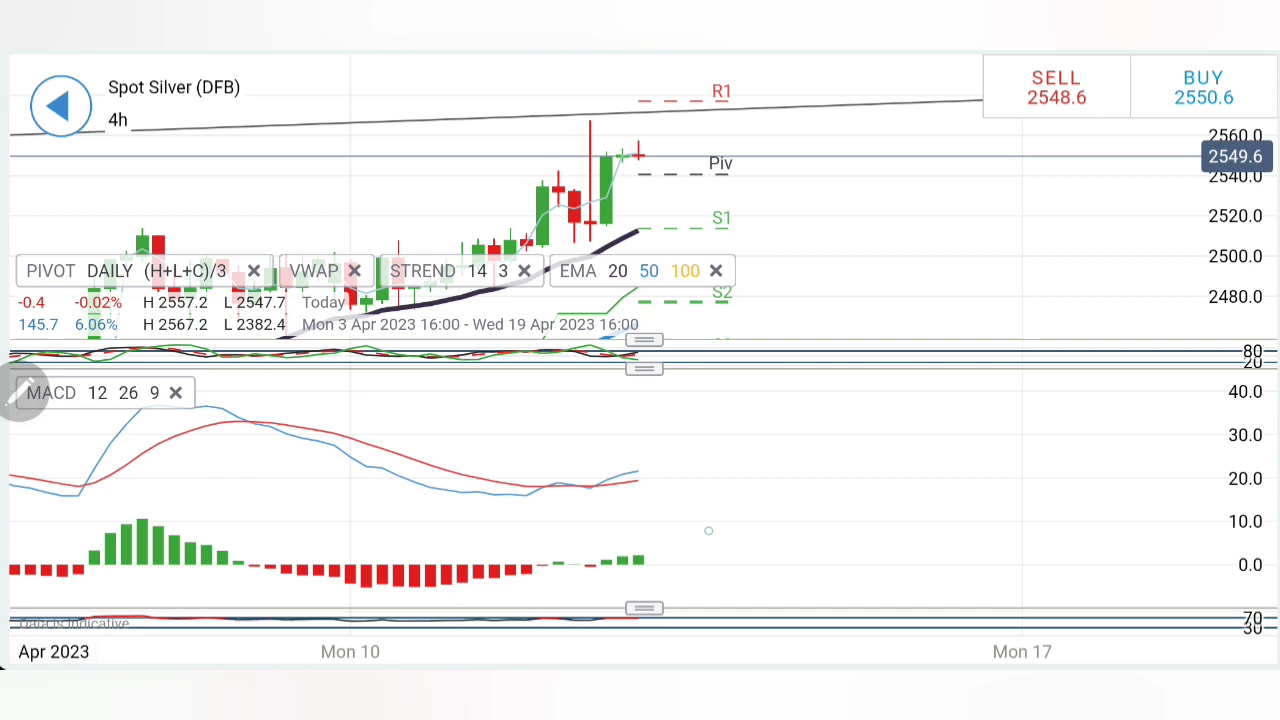 Spot Silver (DFB)
4h
SELL
2548.6
BUY
2550.6
R1
Piv
S1
S2
2560.0
2549.6
2540.0
2520.0
2500.0
2480.0
PIVOT DAILY (H+L+C)/3
VWAP
STREND 14 3
EMA 20 50 100
-0.4 -0.02% H 2557.2 L 2547.7 Today
145.7 6.06% H 2567.2 L 2382.4 Mon 3 Apr 2023 16:00 - Wed 19 Apr 2023 16:00
80
20
MACD 12 26 9
40.0
30.0
20.0
10.0
0.0
Data is indicative
70
30
Apr 2023 Mon 10 Mon 17